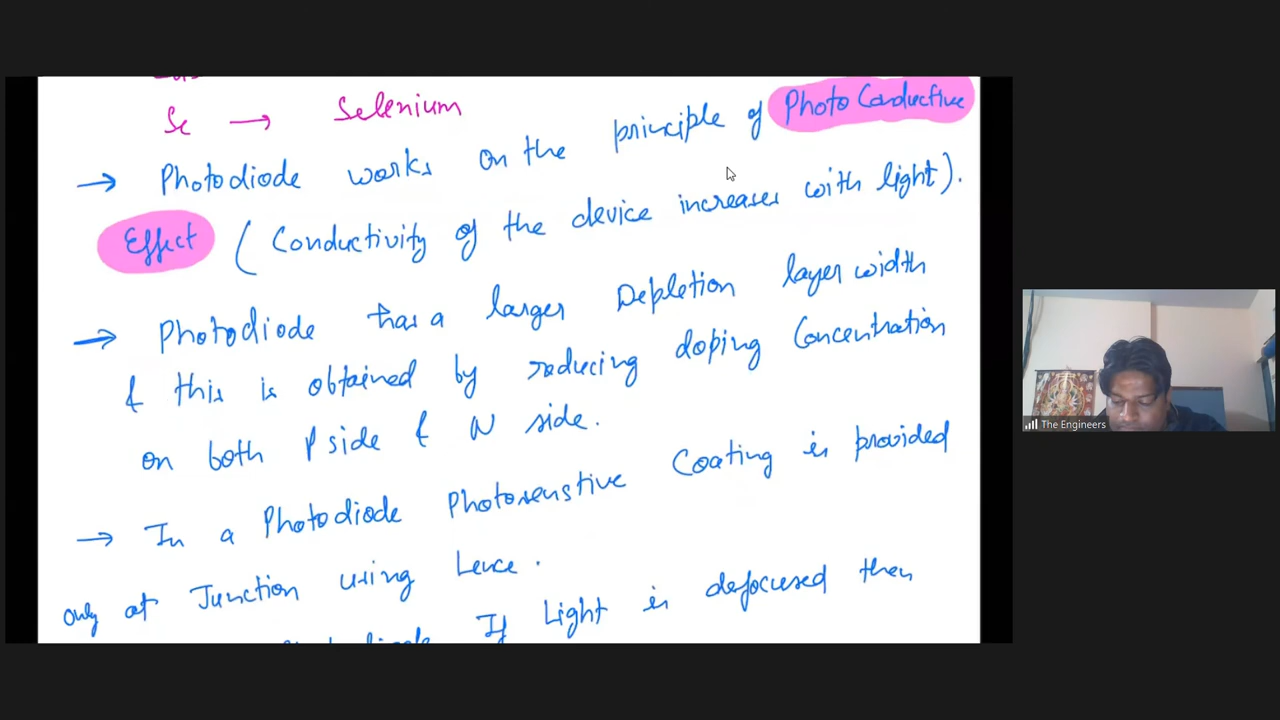 Se → Selenium
→ Photodiode works on the principle of Photo Conductive
Effect (Conductivity of the device increases with light).
→ Photodiode has a larger Depletion layer width
& this is obtained by reducing doping Concentration
on both P side & N side.
→ In a Photodiode Photosenstive Coating is provided
only at Junction using Lence.
If Light is defocused then
The Engineers